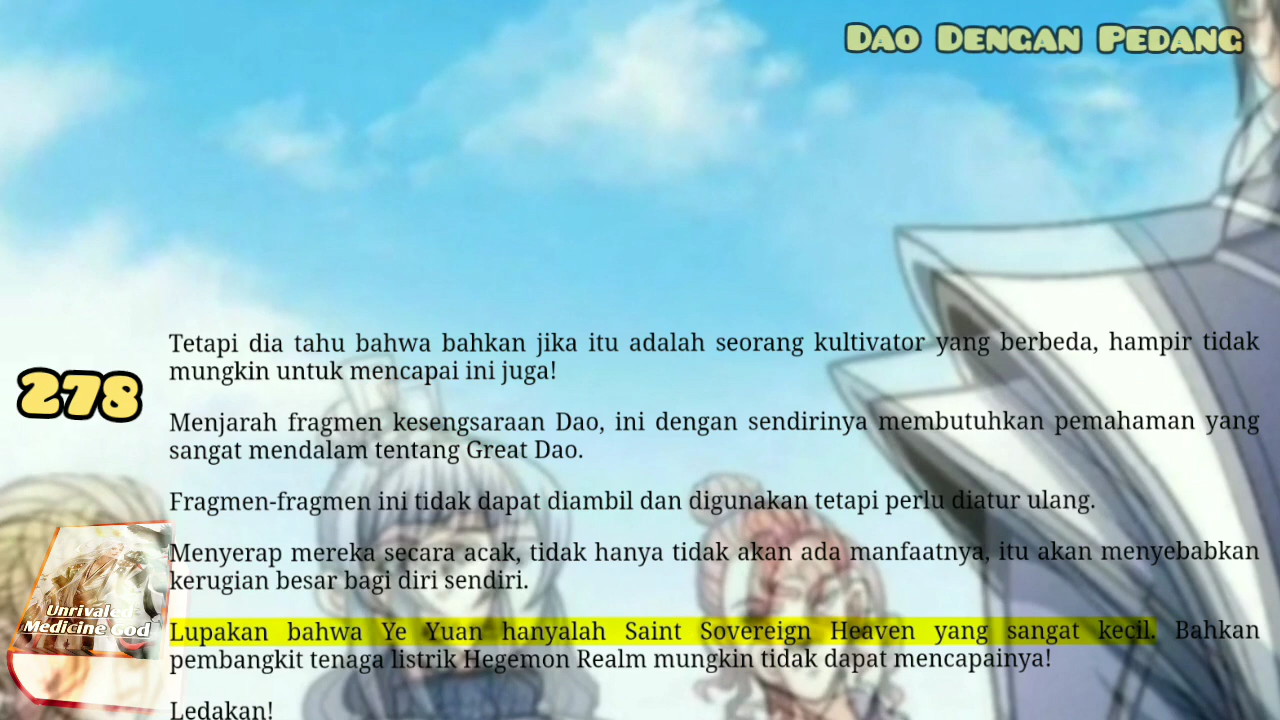 Dao Dengan Pedang
Tetapi dia tahu bahwa bahkan jika itu adalah seorang kultivator yang berbeda, hampir tidak
mungkin untuk mencapai ini juga!
Menjarah fragmen kesengsaraan Dao, ini dengan sendirinya membutuhkan pemahaman yang
sangat mendalam tentang Great Dao.
278
Fragmen-fragmen ini tidak dapat diambil dan digunakan tetapi perlu diatur ulang.
Menyerap mereka secara acak, tidak hanya tidak akan ada manfaatnya, itu akan menyebabkan
kerugian besar bagi diri sendiri.
Unrivaled
Medicine God
Lupakan bahwa Ye Yuan hanyalah Saint Sovereign Heaven yang sangat kecil. Bahkan
pembangkit tenaga listrik Hegemon Realm mungkin tidak dapat mencapainya!
Ledakan!